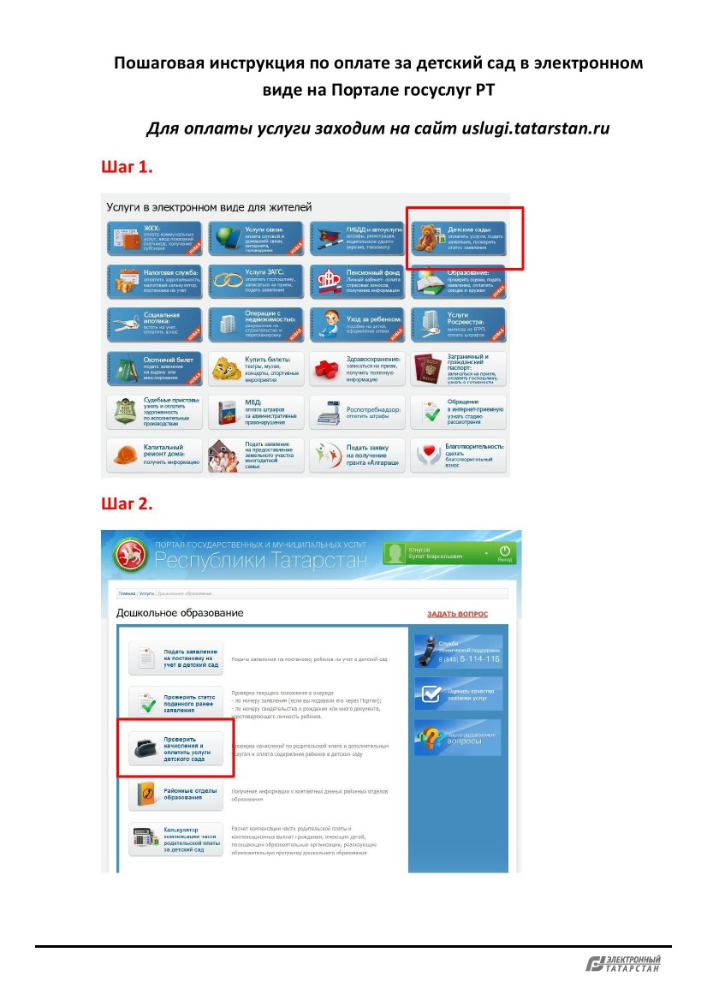 Пошаговая инструкция по оплате за детский сад в электронном
виде на Портале госуслуг РТ
Для оплаты услуги заходим на сайт uslugi.tatarstan.ru
Шаг 1.
Услуги в электронном виде для жителей
ЖКХ:
оплата коммунальных
услуг, ввод показаний
счетчиков, получение
субсидий
НОВАЯ
Услуги связи:
оплата сотовой и
домашней связи,
интернета,
телевидения
НОВАЯ
ГИБДД и автоуслуги:
штрафы, регистрация,
водительское удосто-
верение, техосмотр
Детские сады:
оплатить услуги, подать
заявление, проверить
статус заявления
Налоговая служба:
оплатить задолженность,
налоговый калькулятор,
постановка на учет
Услуги ЗАГС:
оплатить госпошлину,
записаться на прием,
подать заявление
Пенсионный фонд
Личный кабинет: оплата
страховых взносов,
получение информации
Образование:
проверить оценки, подать
заявление, оплатить
секции и кружки
НОВАЯ
Социальная
ипотека:
встать на учет,
оплатить взнос
НОВАЯ
Операции с
недвижимостью:
разрешение на
строительство и
перепланировку
НОВАЯ
Уход за ребенком:
пособие на детей,
оформление опеки
НОВАЯ
Услуги
Росреестра:
выписка из ЕГРП,
оплата штрафов
НОВАЯ
Охотничий билет
подать заявление
на выдачу или
аннулирование
НОВАЯ
Купить билеты:
театры, музеи,
концерты, спортивные
мероприятия
Здравоохранение:
записаться на прием,
получить полезную
информацию
Заграничный и
гражданский
паспорт:
записаться на прием,
оплатить госпошлину,
узнать о готовности
Судебные приставы:
узнать и оплатить
задолженность
по исполнительным
производствам
МВД:
оплата штрафов
за административные
правонарушения
Роспотребнадзор:
оплатить штрафы
Обращение
в интернет-приемную
узнать стадию
рассмотрения
Капитальный
ремонт дома:
получить информацию
Подать заявление
на предоставление
земельного участка
многодетной
семье
Подать заявку
на получение
гранта «Алгарыш»
Благотворительность:
сделать
благотворительный
взнос
Шаг 2.
ПОРТАЛ ГОСУДАРСТВЕННЫХ И МУНИЦИПАЛЬНЫХ УСЛУГ
Республики Татарстан
Юнусов
Булат Марсильевич
Выход
Главная | Услуги | Дошкольное образование
Дошкольное образование
ЗАДАТЬ ВОПРОС
Подать заявление
на постановку на
учет в детский сад
Подача заявления на постановку ребенка на учет в детский сад
Проверить статус
поданного ранее
заявления
Проверка текущего положения в очереди
- по номеру заявления (если вы подавали его через Портал);
- по номеру свидетельства о рождении или иного документа,
удостоверяющего личность ребенка.
Проверить
начисления и
оплатить услуги
детского сада
проверка начислений по родительской плате и дополнительным
услугам и оплата содержания ребенка в детском саду
Районные отделы
образования
Получение информации о контактных данных районных отделов
образования
Калькулятор
компенсации части
родительской платы
за детский сад
Расчет компенсации части родительской платы и
компенсационных выплат гражданам, имеющих детей,
посещающих образовательные организации, реализующие
образовательную программу дошкольного образования
Служба
технической поддержки
8 (843) 5-114-115
Оценить качество
оказания услуг
Часто задаваемые
ВОПРОСЫ
ЭЛЕКТРОННЫЙ
ТАТАРСТАН